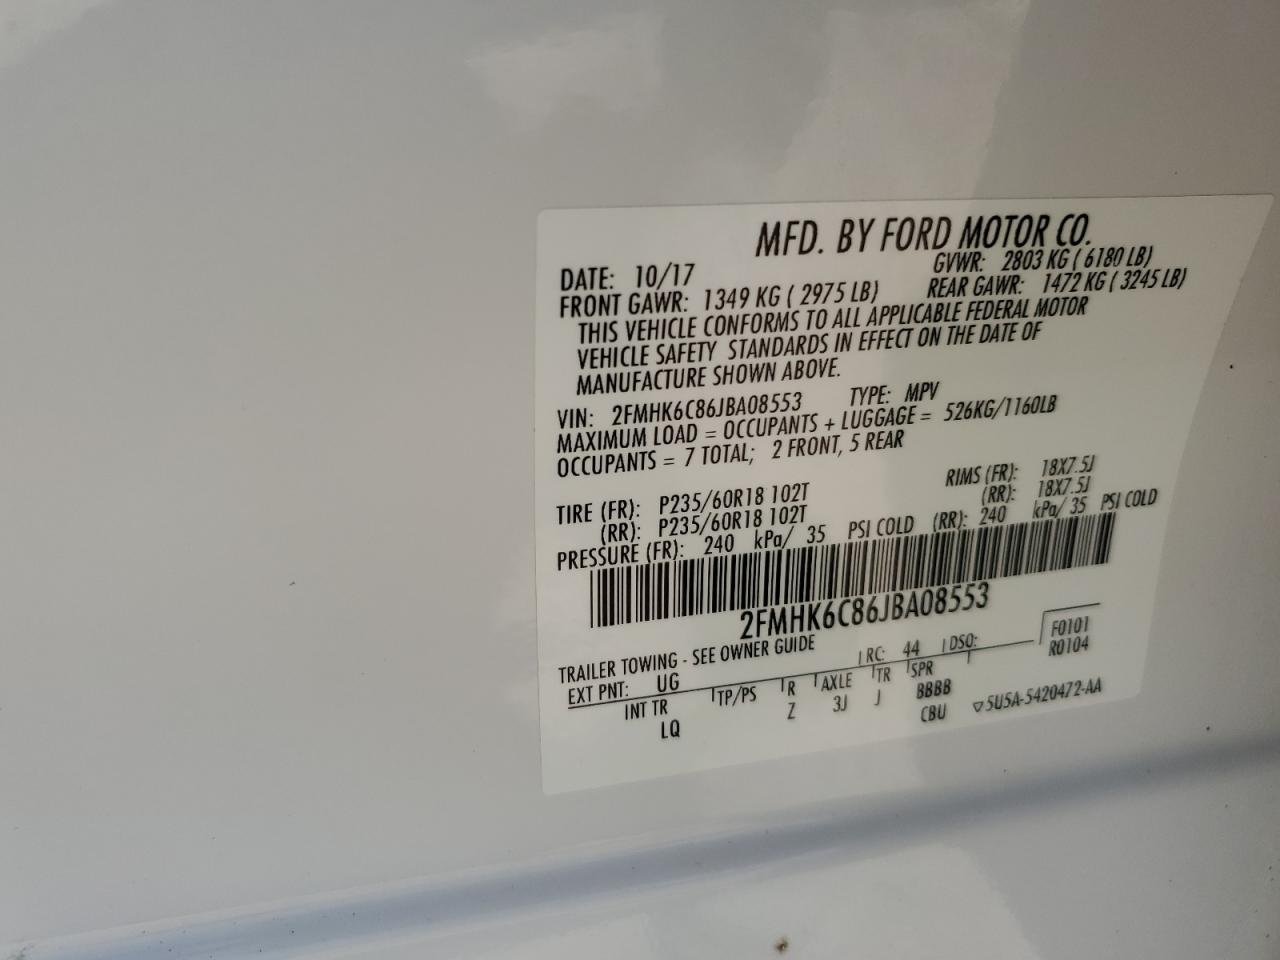 MFD. BY FORD MOTOR CO.
DATE: 10/17 GVWR: 2803 KG ( 6180 LB)
FRONT GAWR: 1349 KG ( 2975 LB) REAR GAWR: 1472 KG ( 3245 LB)
THIS VEHICLE CONFORMS TO ALL APPLICABLE FEDERAL MOTOR
VEHICLE SAFETY STANDARDS IN EFFECT ON THE DATE OF
MANUFACTURE SHOWN ABOVE.
VIN: 2FMHK6C86JBA08553 TYPE: MPV
MAXIMUM LOAD = OCCUPANTS + LUGGAGE = 526KG/1160LB
OCCUPANTS = 7 TOTAL; 2 FRONT, 5 REAR
TIRE (FR): P235/60R18 102T RIMS (FR): 18X7.5J
(RR): P235/60R18 102T (RR): 18X7.5J
PRESSURE (FR): 240 kPa/ 35 PSI COLD (RR): 240 kPa/ 35 PSI COLD
2FMHK6C86JBA08553
TRAILER TOWING - SEE OWNER GUIDE
EXT PNT: UG RC: 44 DSO: F0101
R0104
INT TR TP/PS R AXLE TR SPR
LQ Z 3J J BBBB
CBU ▽5U5A-5420472-AA